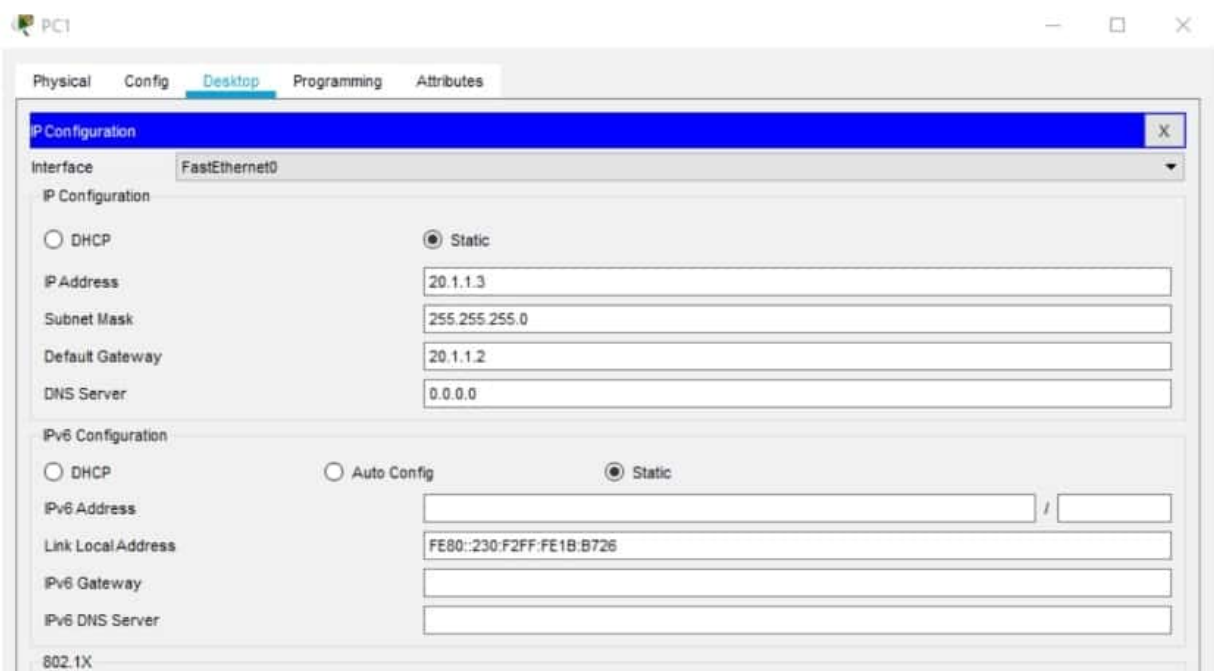 PC1
Physical Config Desktop Programming Attributes
IP Configuration X
Interface FastEthernet0
IP Configuration
DHCP Static
IP Address 20.1.1.3
Subnet Mask 255.255.255.0
Default Gateway 20.1.1.2
DNS Server 0.0.0.0
IPv6 Configuration
DHCP Auto Config Static
IPv6 Address /
Link Local Address FE80::230:F2FF:FE1B:B726
IPv6 Gateway
IPv6 DNS Server
802.1X